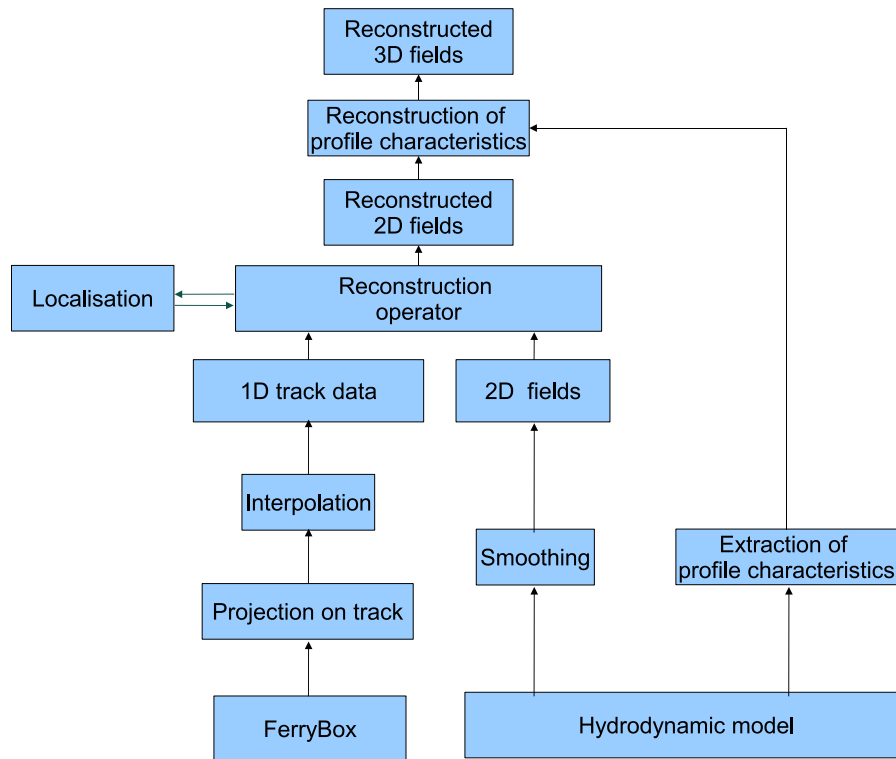 Reconstructed
3D fields
Reconstruction of
profile characteristics
Reconstructed
2D fields
Localisation
Reconstruction
operator
1D track data
2D fields
Interpolation
Smoothing
Extraction of
profile characteristics
Projection on track
FerryBox
Hydrodynamic model